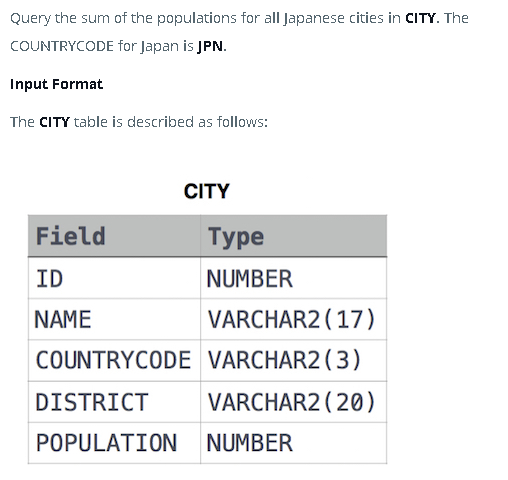 Query the sum of the populations for all Japanese cities in CITY. The
COUNTRYCODE for Japan is JPN.
Input Format
The CITY table is described as follows:
CITY
Field Type
ID NUMBER
NAME VARCHAR2(17)
COUNTRYCODE VARCHAR2(3)
DISTRICT VARCHAR2(20)
POPULATION NUMBER